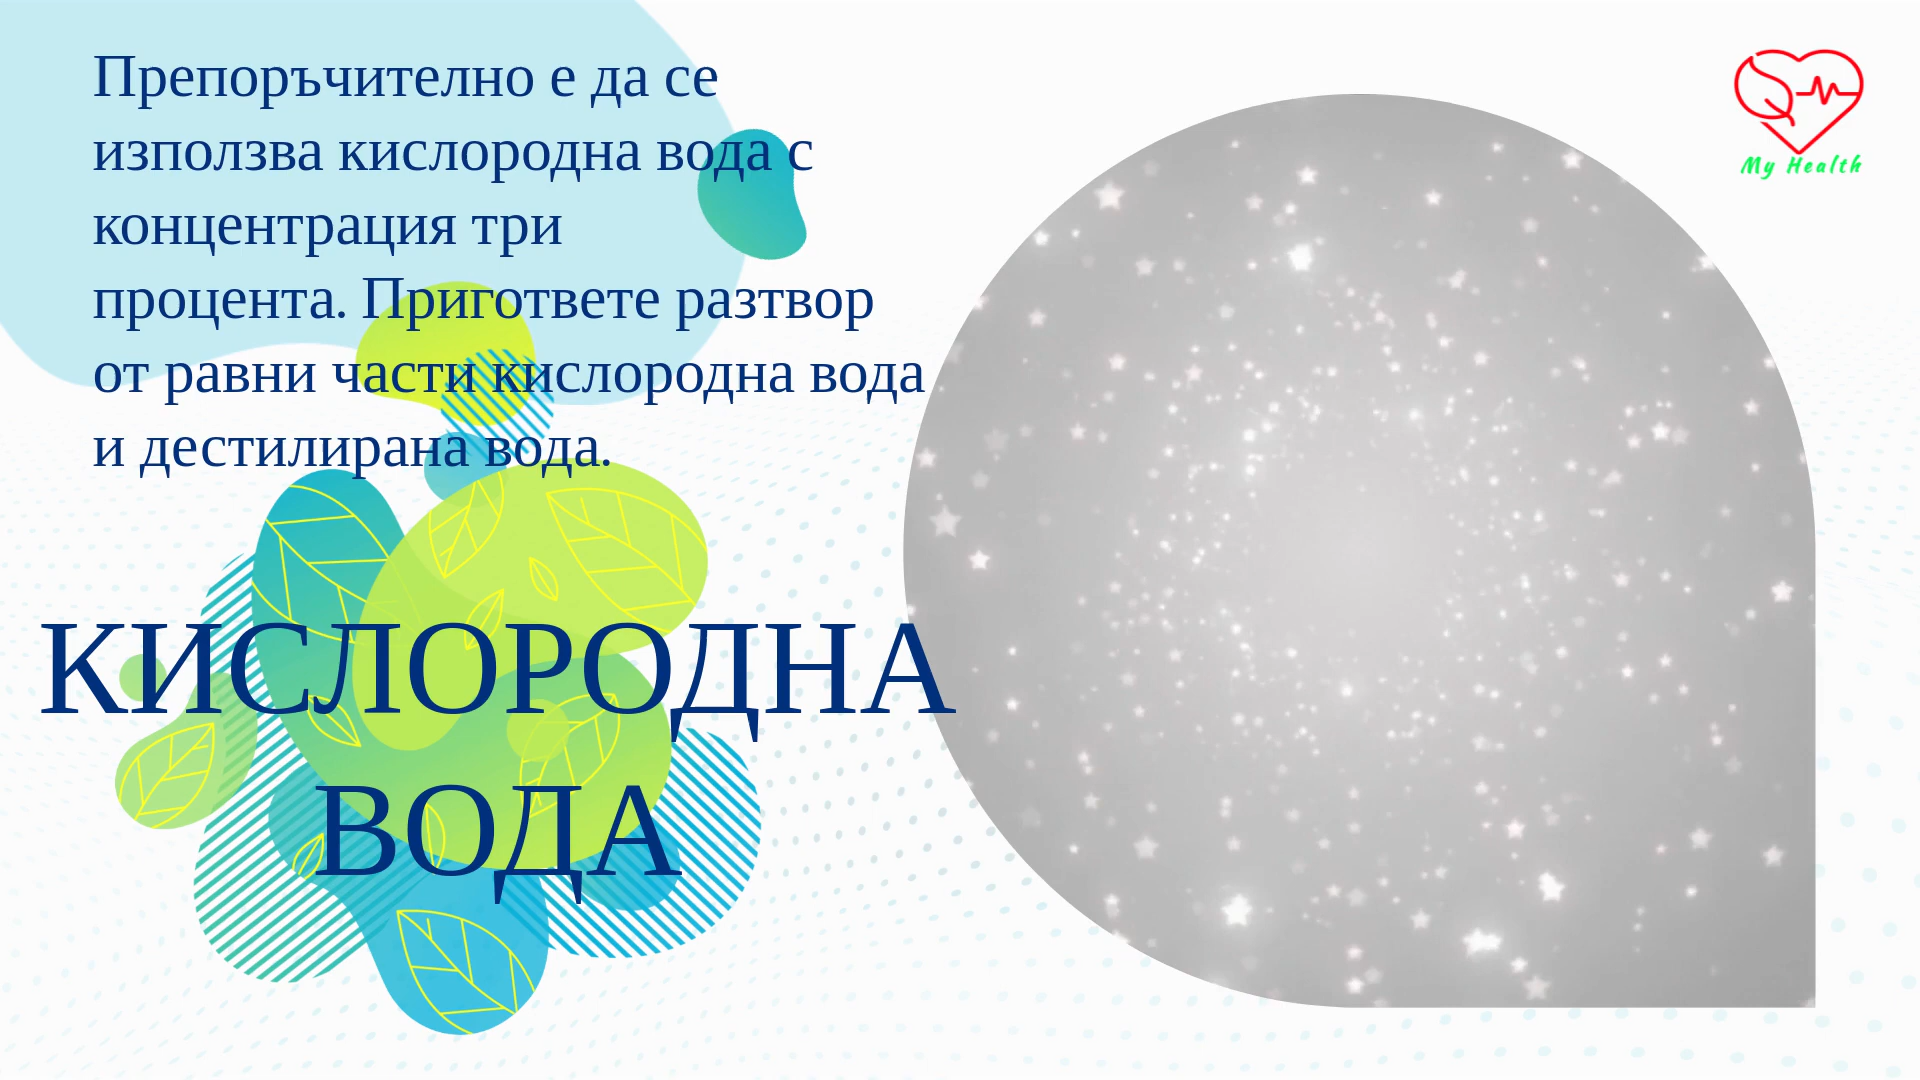 Препоръчително е да се
използва кислородна вода с
концентрация три
процента. Пригответе разтвор
от равни части кислородна вода
и дестилирана вода.
My Health
КИСЛОРОДНА
ВОДА